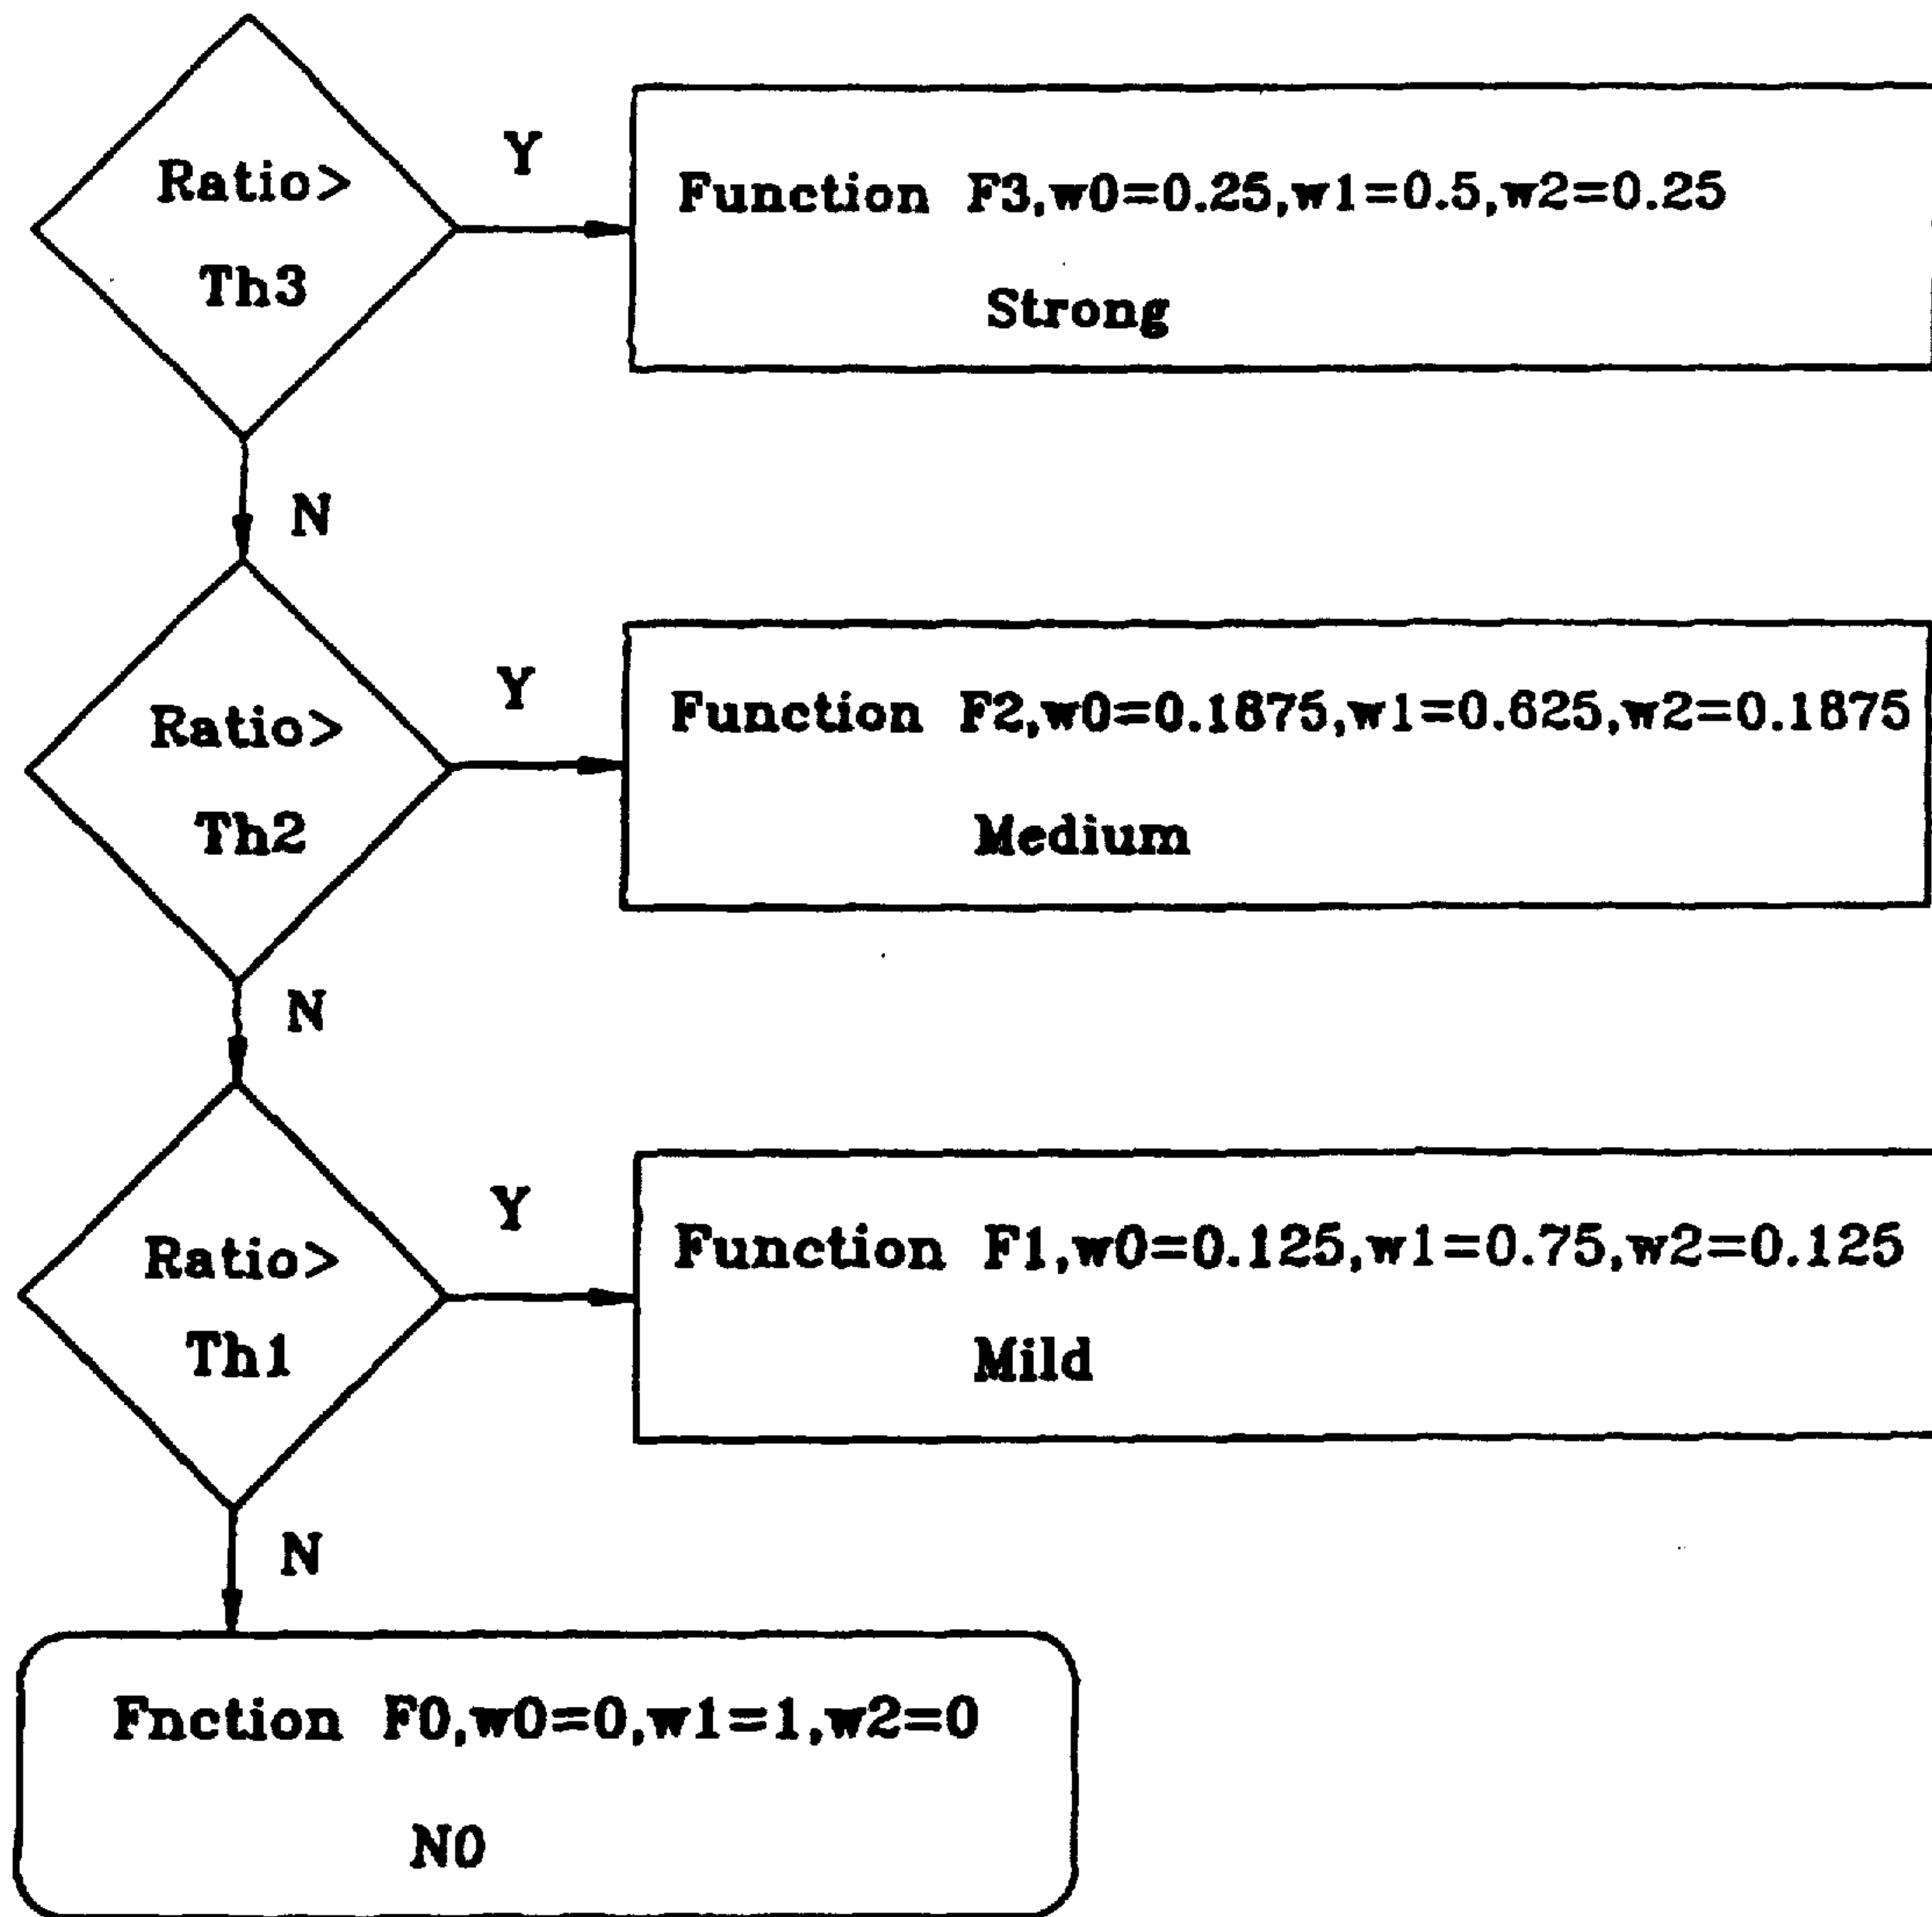 Ratio>
Th3
Y
Function F3,w0=0.25,w1=0.5,w2=0.25
Strong
N
Ratio>
Th2
Y
Function F2,w0=0.1875,w1=0.625,w2=0.1875
Medium
N
Ratio>
Th1
Y
Function F1,w0=0.125,w1=0.75,w2=0.125
Mild
N
Fnction F0,w0=0,w1=1,w2=0
NO